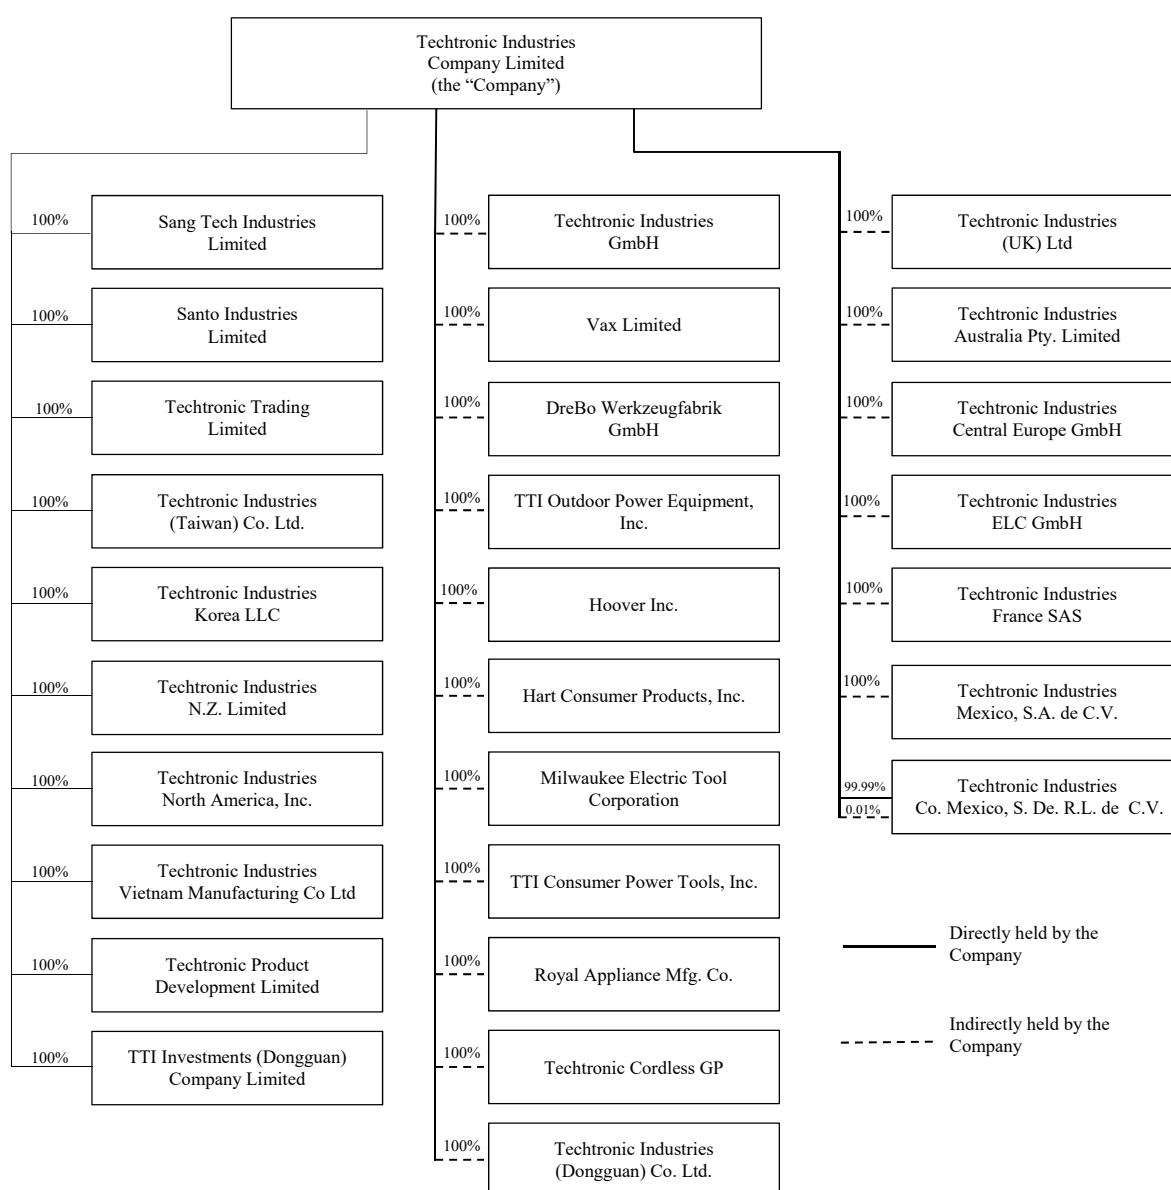 Techtronic Industries
Company Limited
(the “Company”)
100%
Sang Tech Industries
Limited
100%
Santo Industries
Limited
100%
Techtronic Trading
Limited
100%
Techtronic Industries
(Taiwan) Co. Ltd.
100%
Techtronic Industries
Korea LLC
100%
Techtronic Industries
N.Z. Limited
100%
Techtronic Industries
North America, Inc.
100%
Techtronic Industries
Vietnam Manufacturing Co Ltd
100%
Techtronic Product
Development Limited
100%
TTI Investments (Dongguan)
Company Limited
100%
Techtronic Industries
GmbH
100%
Vax Limited
100%
DreBo Werkzeugfabrik
GmbH
100%
TTI Outdoor Power Equipment,
Inc.
100%
Hoover Inc.
100%
Hart Consumer Products, Inc.
100%
Milwaukee Electric Tool
Corporation
100%
TTI Consumer Power Tools, Inc.
100%
Royal Appliance Mfg. Co.
100%
Techtronic Cordless GP
100%
Techtronic Industries
(Dongguan) Co. Ltd.
100%
Techtronic Industries
(UK) Ltd
100%
Techtronic Industries
Australia Pty. Limited
100%
Techtronic Industries
Central Europe GmbH
100%
Techtronic Industries
ELC GmbH
100%
Techtronic Industries
France SAS
100%
Techtronic Industries
Mexico, S.A. de C.V.
99.99%
0.01%
Techtronic Industries
Co. Mexico, S. De. R.L. de C.V.
Directly held by the
Company
Indirectly held by the
Company